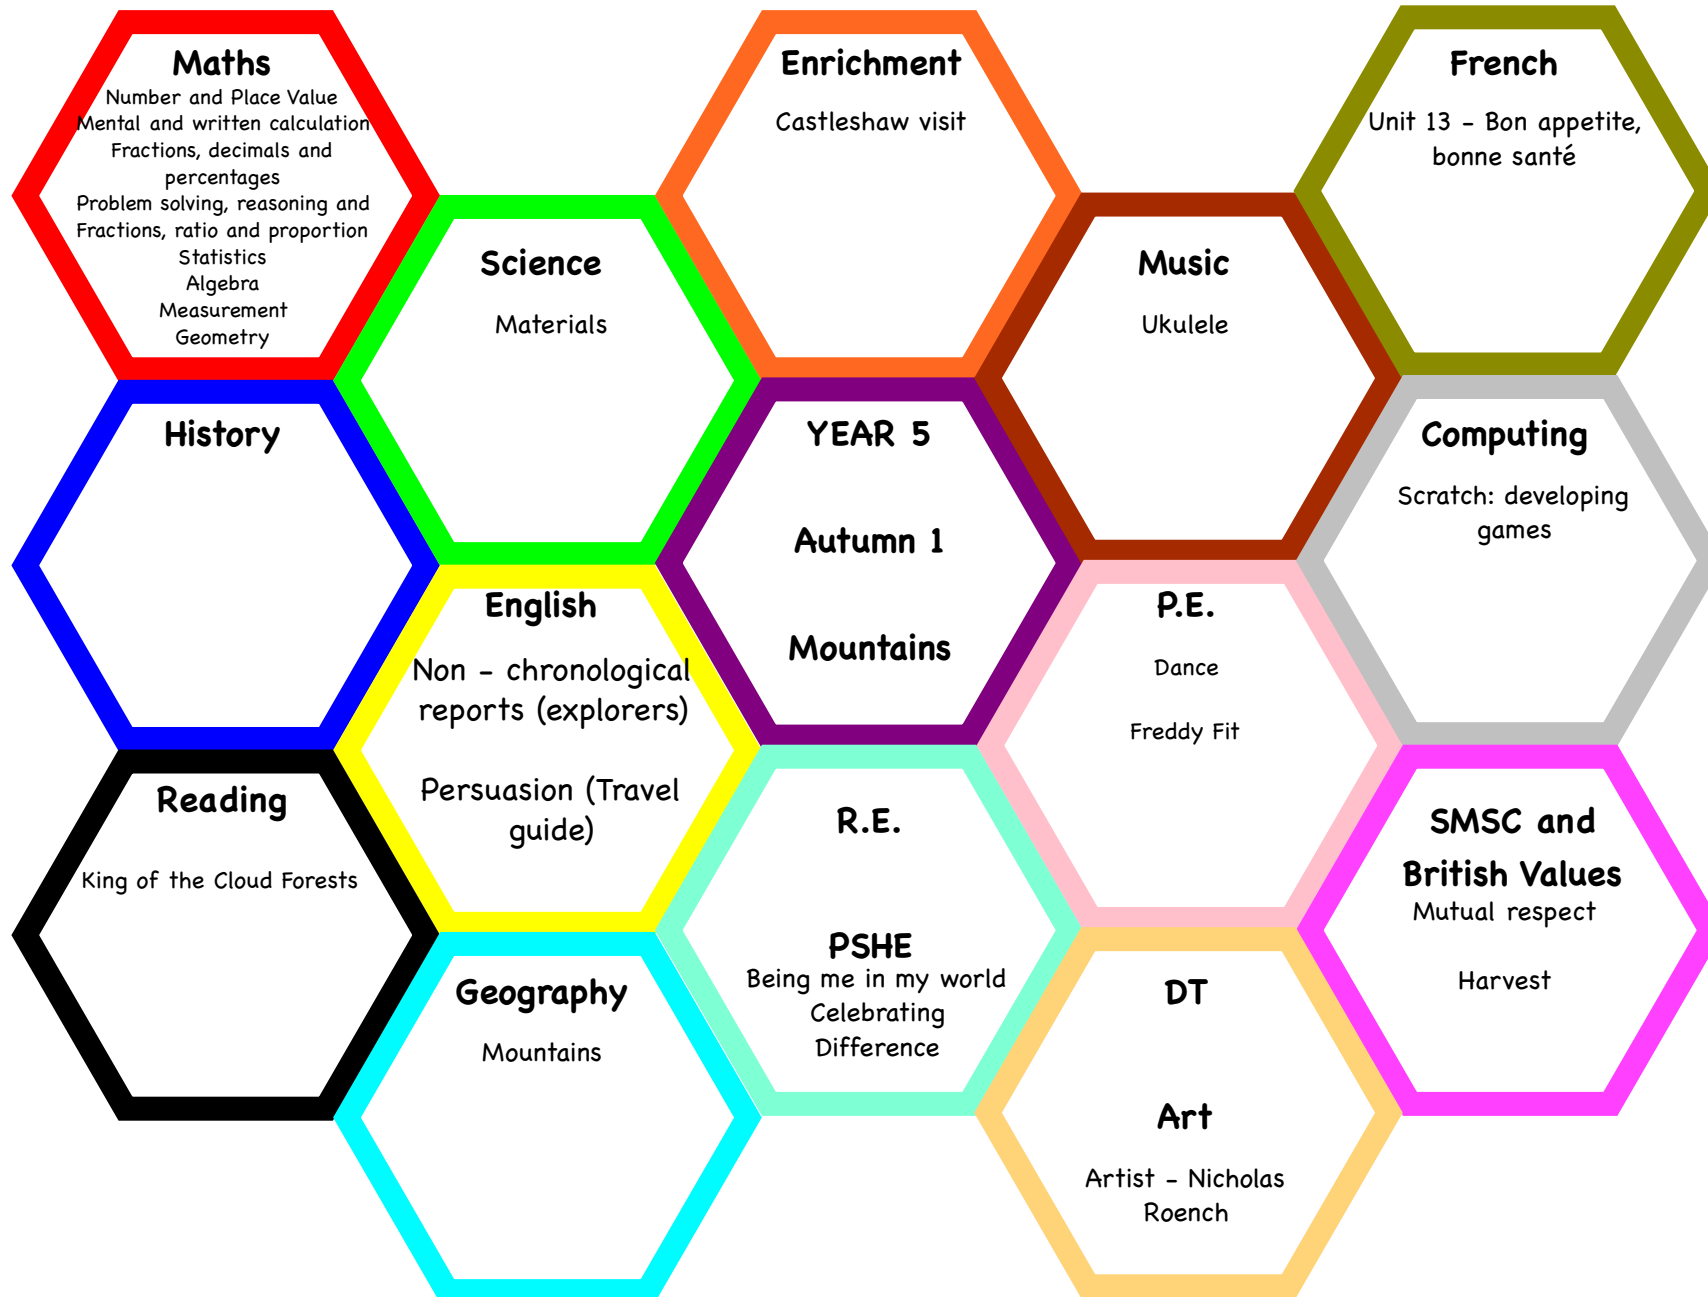 Maths
Number and Place Value
Mental and written calculation
Fractions, decimals and
percentages
Problem solving, reasoning and
Fractions, ratio and proportion
Statistics
Algebra
Measurement
Geometry
Enrichment
Castleshaw visit
French
Unit 13 - Bon appetite,
bonne santé
Science
Materials
Music
Ukulele
History
YEAR 5
Autumn 1
Mountains
Computing
Scratch: developing
games
English
Non - chronological
reports (explorers)
Persuasion (Travel
guide)
P.E.
Dance
Freddy Fit
Reading
King of the Cloud Forests
R.E.
PSHE
Being me in my world
Celebrating
Difference
SMSC and
British Values
Mutual respect
Harvest
Geography
Mountains
DT
Art
Artist - Nicholas
Roench